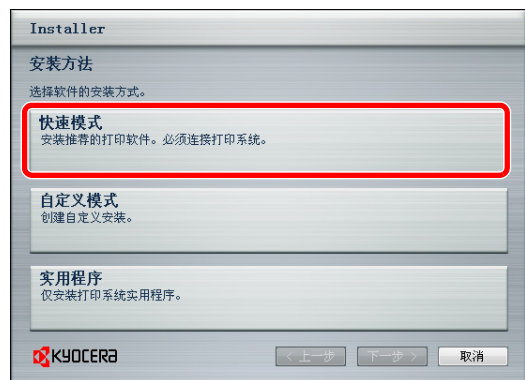 Installer
安装方法
选择软件的安装方式。
快速模式
安装推荐的打印软件。必须连接打印系统。
自定义模式
创建自定义安装。
实用程序
仅安装打印系统实用程序。
KYOCERA
< 上一步 下一步 > 取消